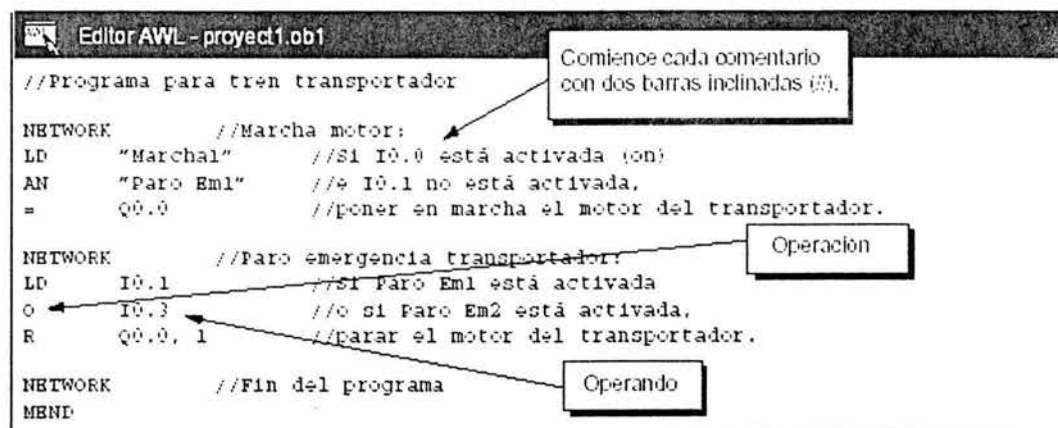 Editor AWL - proyect1.ob1
Comience cada comentario
con dos barras inclinadas (//).
//Programa para tren transportador
NETWORK //Marcha motor:
LD "Marcha1" //Si I0.0 está activada (on)
AN "Paro Em1" //e I0.1 no está activada,
= Q0.0 //poner en marcha el motor del transportador.
Operación
NETWORK //Paro emergencia transportador:
LD I0.1 //si Paro Em1 está activada
O I0.3 //o si Paro Em2 está activada,
R Q0.0, 1 //parar el motor del transportador.
Operando
NETWORK //Fin del programa
MEND